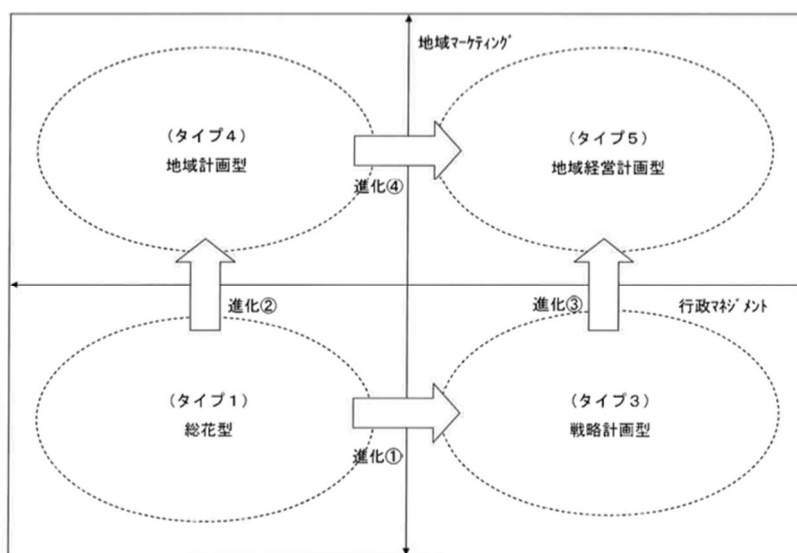 地域ﾏｰｹﾃｨﾝｸﾞ
（タイプ４）
地域計画型
（タイプ５）
地域経営計画型
進化④
進化②
進化③
行政ﾏﾈｼﾞﾒﾝﾄ
（タイプ１）
総花型
（タイプ３）
戦略計画型
進化①